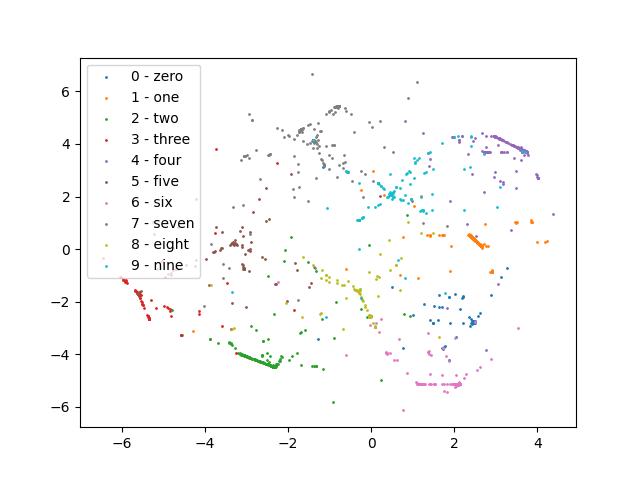 0 - zero
1 - one
2 - two
3 - three
4 - four
5 - five
6 - six
7 - seven
8 - eight
9 - nine
6
4
2
0
−2
−4
−6
−6 −4 −2 0 2 4